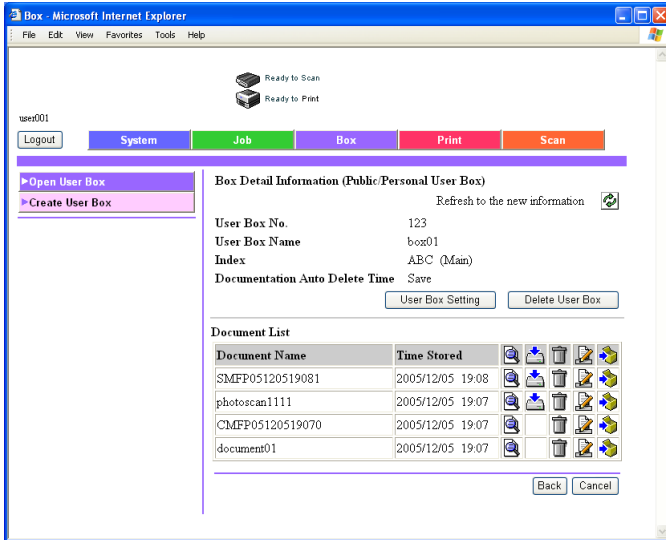 Box - Microsoft Internet Explorer
File Edit View Favorites Tools Help
Ready to Scan
Ready to Print
user001
Logout System Job Box Print Scan
Open User Box
Create User Box
Box Detail Information (Public/Personal User Box)
Refresh to the new information
User Box No. 123
User Box Name box01
Index ABC (Main)
Documentation Auto Delete Time Save
User Box Setting Delete User Box
Document List
Document Name Time Stored
SMFP05120519081 2005/12/05 19:08
photoscan1111 2005/12/05 19:07
CMFP05120519070 2005/12/05 19:07
document01 2005/12/05 19:07
Back Cancel